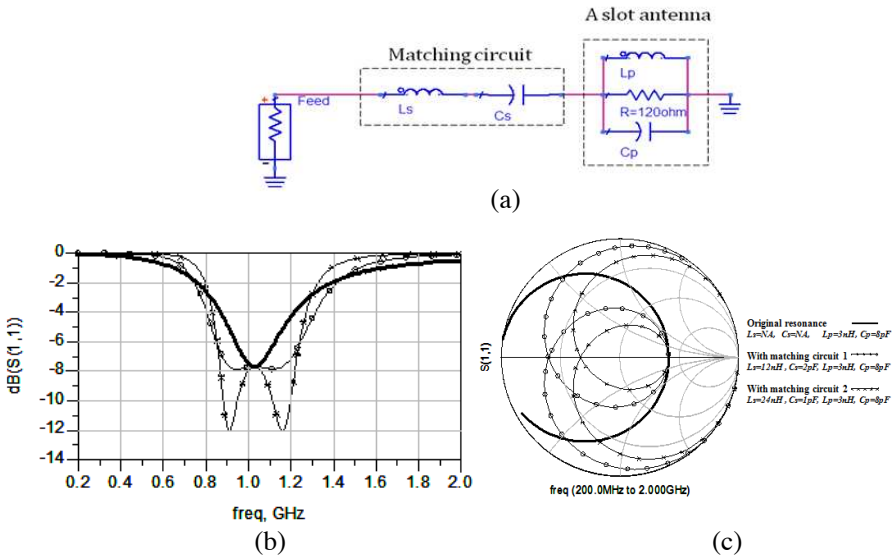 A slot antenna
Matching circuit
Feed
Ls
Cs
Lp
R=120ohm
Cp
+
-
(a)
dB(S(1,1))
0
-2
-4
-6
-8
-10
-12
-14
0.2 0.4 0.6 0.8 1.0 1.2 1.4 1.6 1.8 2.0
freq, GHz
(b)
S(1,1)
freq (200.0MHz to 2.000GHz)
(c)
Original resonance
Ls=NA, Cs=NA, Lp=3nH, Cp=8pF
With matching circuit 1
Ls=12nH, Cs=2pF, Lp=3nH, Cp=8pF
With matching circuit 2
Ls=24nH, Cs=1pF, Lp=3nH, Cp=8pF